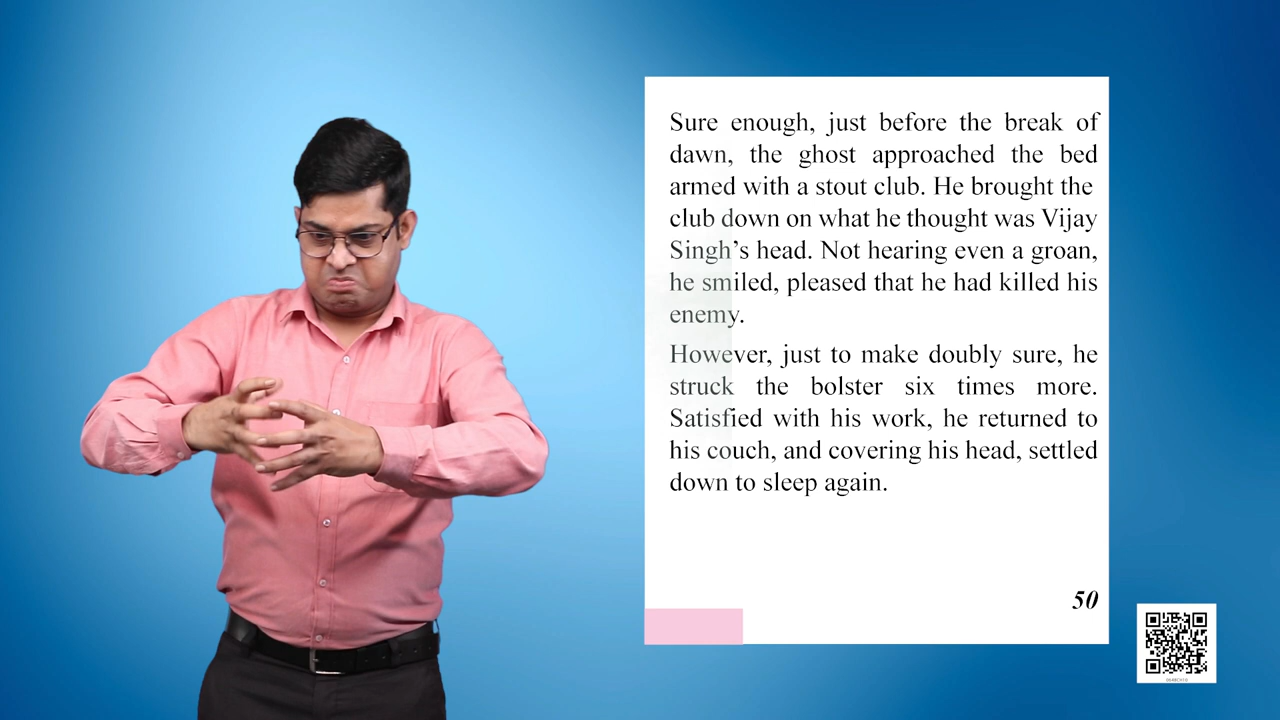 Sure enough, just before the break of
dawn, the ghost approached the bed
armed with a stout club. He brought the
club down on what he thought was Vijay
Singh’s head. Not hearing even a groan,
he smiled, pleased that he had killed his
enemy.
However, just to make doubly sure, he
struck the bolster six times more.
Satisfied with his work, he returned to
his couch, and covering his head, settled
down to sleep again.
50